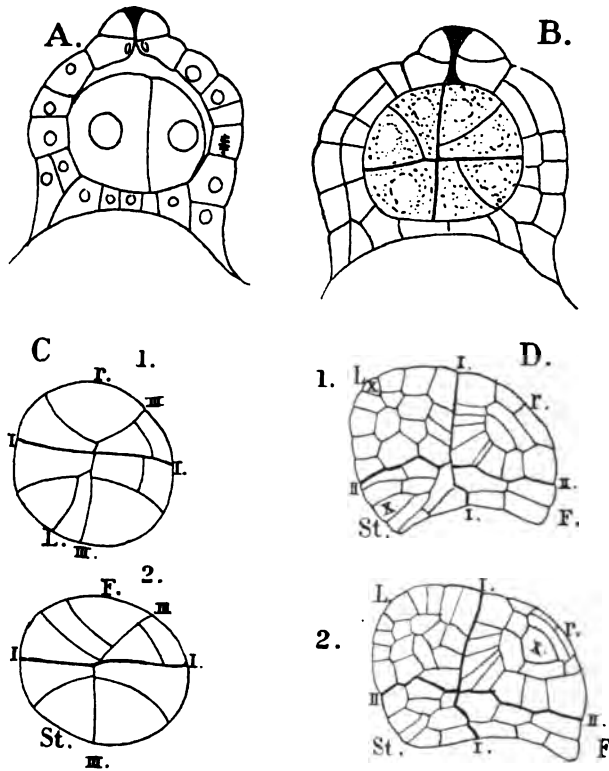 A.
B.
C
1.
r.
III
I
I.
L.
III.
2.
F.
III
I
I.
St.
III.
D.
1.
L
x
I.
r.
II
II.
x
St.
I.
F.
2.
L.
I.
r.
x.
II
II.
St.
I.
F